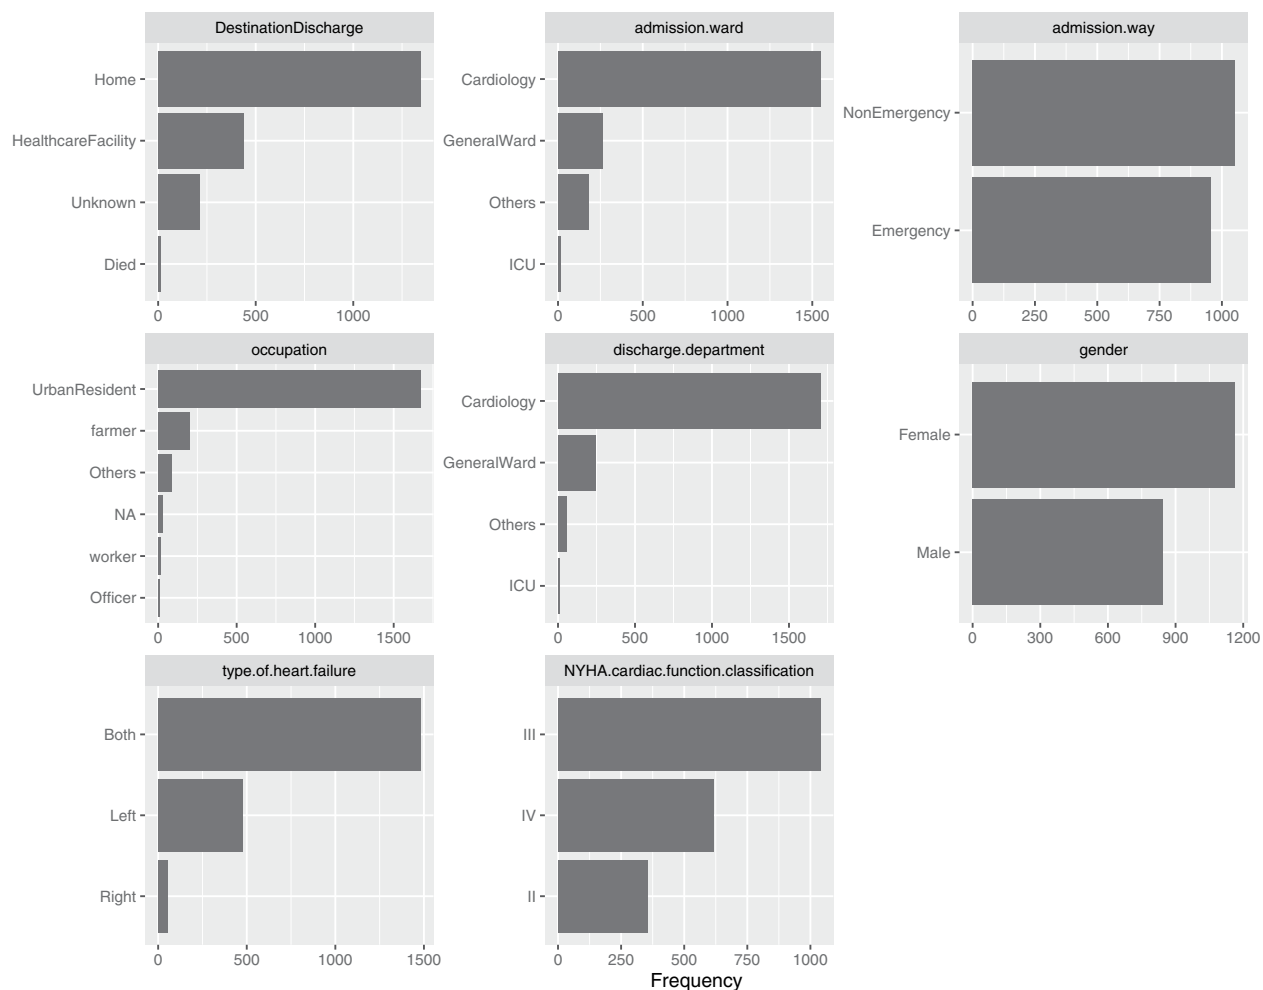 DestinationDischarge
Home
HealthcareFacility
Unknown
Died
0 500 1000
admission.ward
Cardiology
GeneralWard
Others
ICU
0 500 1000 1500
admission.way
NonEmergency
Emergency
0 250 500 750 1000
occupation
UrbanResident
farmer
Others
NA
worker
Officer
0 500 1000 1500
discharge.department
Cardiology
GeneralWard
Others
ICU
0 500 1000 1500
gender
Female
Male
0 300 600 900 1200
type.of.heart.failure
Both
Left
Right
0 500 1000 1500
NYHA.cardiac.function.classification
III
IV
II
0 250 500 750 1000
Frequency